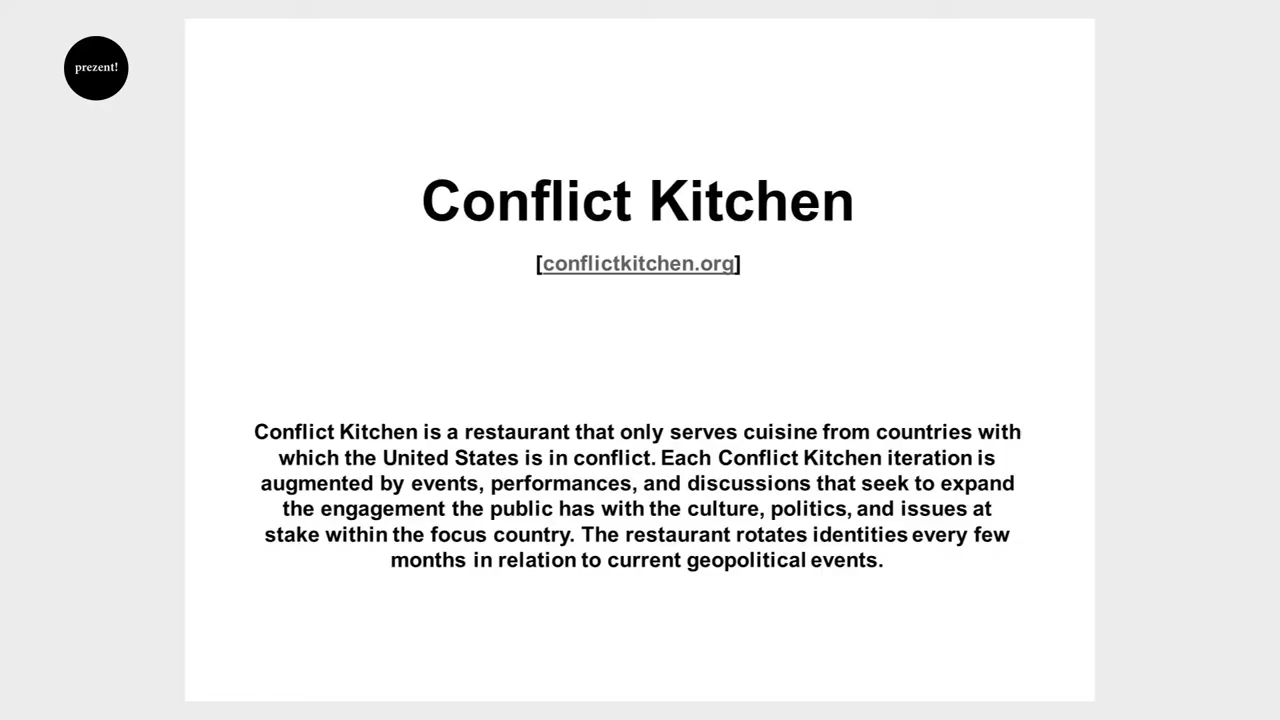 prezent!
Conflict Kitchen
[conflictkitchen.org]
Conflict Kitchen is a restaurant that only serves cuisine from countries with
which the United States is in conflict. Each Conflict Kitchen iteration is
augmented by events, performances, and discussions that seek to expand
the engagement the public has with the culture, politics, and issues at
stake within the focus country. The restaurant rotates identities every few
months in relation to current geopolitical events.